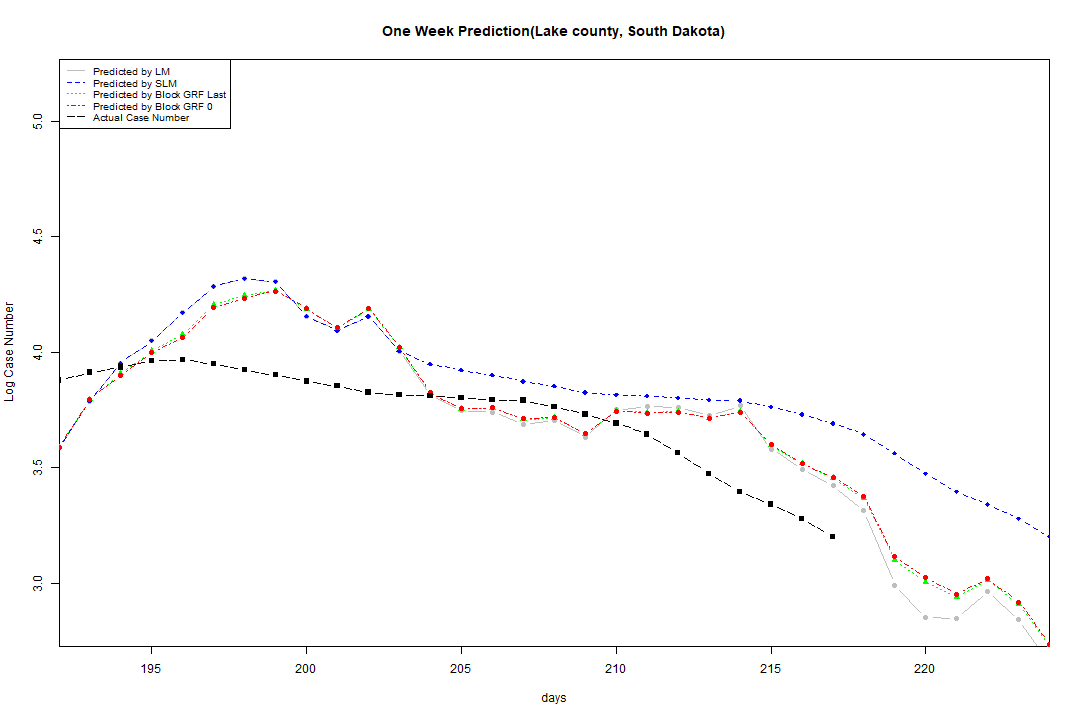 One Week Prediction(Lake county, South Dakota)
Predicted by LM
Predicted by SLM
Predicted by Block GRF Last
Predicted by Block GRF 0
Actual Case Number
5.0
4.5
4.0
3.5
3.0
Log Case Number
195 200 205 210 215 220
days